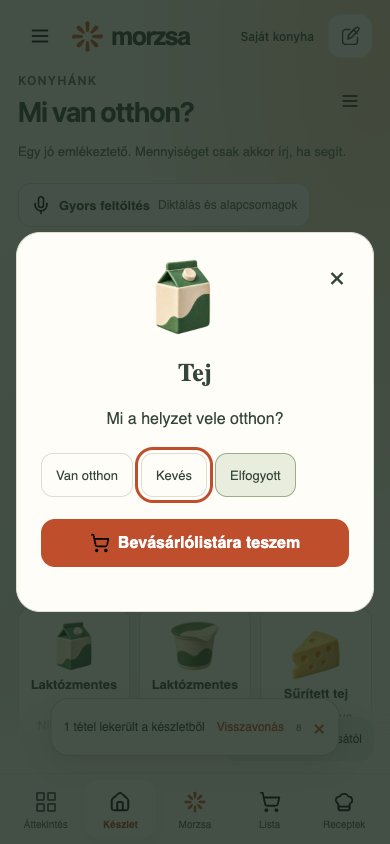 morzsa
Saját konyha
KONYHÁNK
Mi van otthon?
Egy jó emlékeztető. Mennyiséget csak akkor írj, ha segít.
Gyors feltöltés Diktálás és alapcsomagok
Tej
Mi a helyzet vele otthon?
Van otthon
Kevés
Elfogyott
Bevásárlólistára teszem
Laktózmentes
Laktózmentes
Sűrített tej
1 tétel lekerült a készletből Visszavonás 8
Áttekintés
Készlet
Morzsa
Lista
Receptek